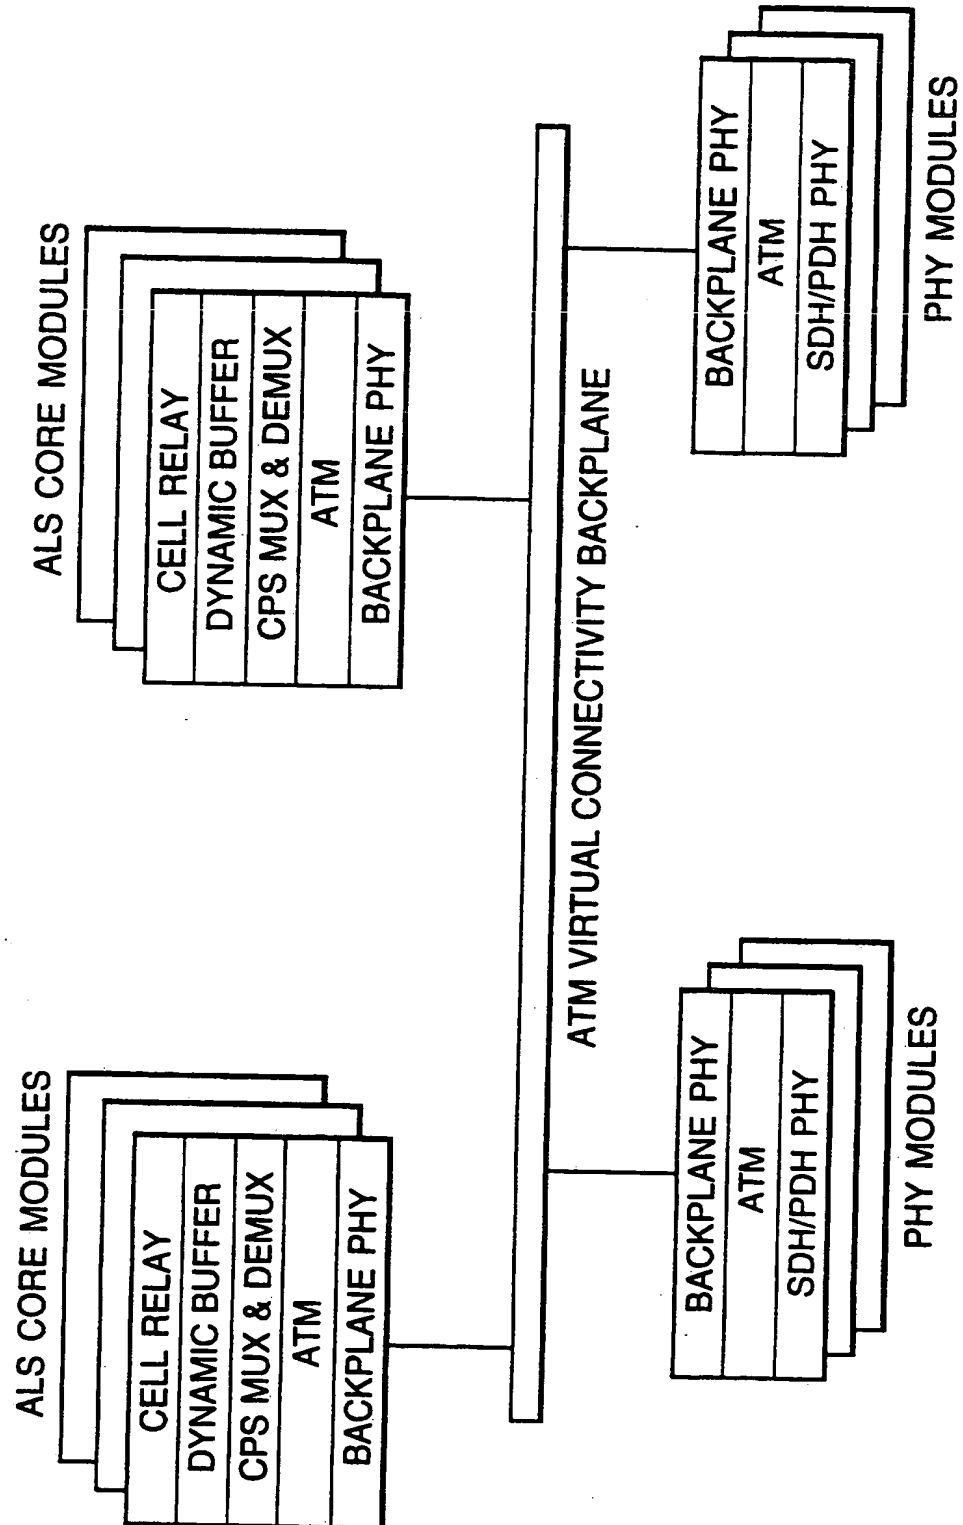 ALS CORE MODULES
CELL RELAY
DYNAMIC BUFFER
CPS MUX & DEMUX
ATM
BACKPLANE PHY
ALS CORE MODULES
CELL RELAY
DYNAMIC BUFFER
CPS MUX & DEMUX
ATM
BACKPLANE PHY
ATM VIRTUAL CONNECTIVITY BACKPLANE
BACKPLANE PHY
ATM
SDH/PDH PHY
PHY MODULES
BACKPLANE PHY
ATM
SDH/PDH PHY
PHY MODULES